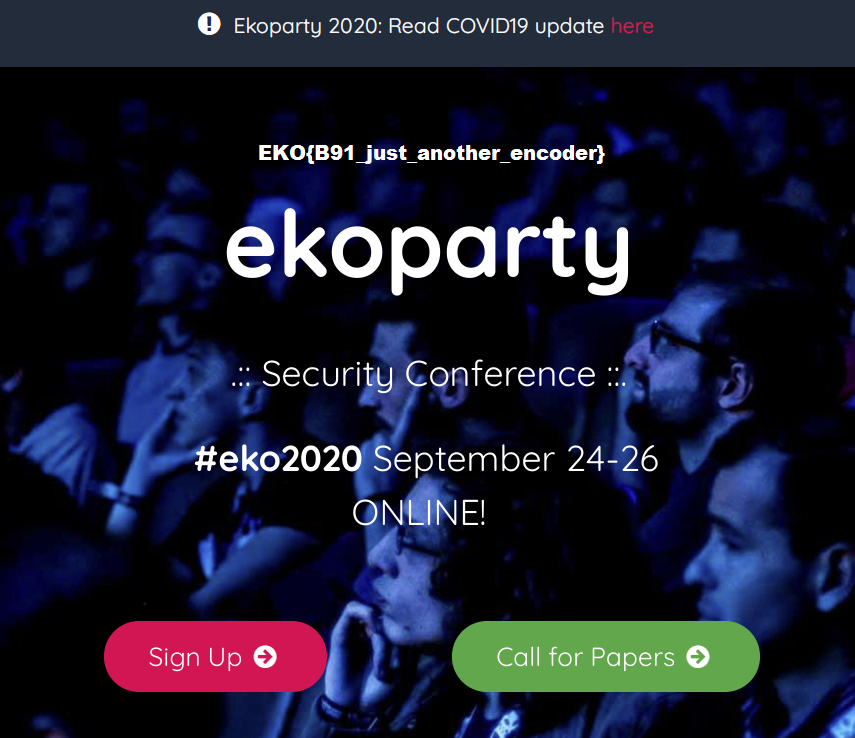 Ekoparty 2020: Read COVID19 update here
EKO{B91_just_another_encoder}
ekoparty
.:: Security Conference ::.
#eko2020 September 24-26
ONLINE!
Sign Up
Call for Papers